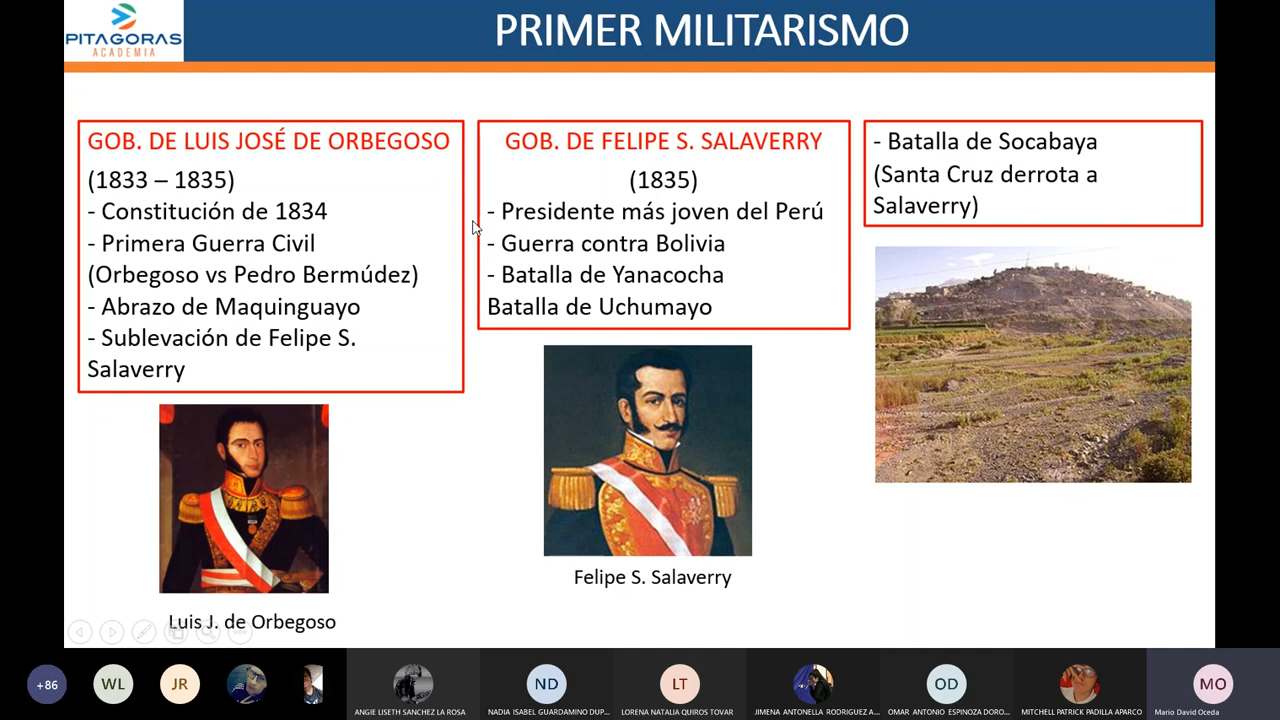 PITAGORAS
ACADEMIA
PRIMER MILITARISMO
GOB. DE LUIS JOSÉ DE ORBEGOSO
(1833 – 1835)
- Constitución de 1834
- Primera Guerra Civil
(Orbegoso vs Pedro Bermúdez)
- Abrazo de Maquinguayo
- Sublevación de Felipe S.
Salaverry
Luis J. de Orbegoso
GOB. DE FELIPE S. SALAVERRY
(1835)
- Presidente más joven del Perú
- Guerra contra Bolivia
- Batalla de Yanacocha
Batalla de Uchumayo
Felipe S. Salaverry
- Batalla de Socabaya
(Santa Cruz derrota a
Salaverry)
+86
WL
JR
ND
LT
OD
MO
ANGIE LISETH SANCHEZ LA ROSA
NADIA ISABEL GUARDAMINO DUP...
LORENA NATALIA QUIROS TOVAR
JIMENA ANTONELLA RODRIGUEZ A...
OMAR ANTONIO ESPINOZA DORO...
MITCHELL PATRICK PADILLA APARCO
Mario David Oceda